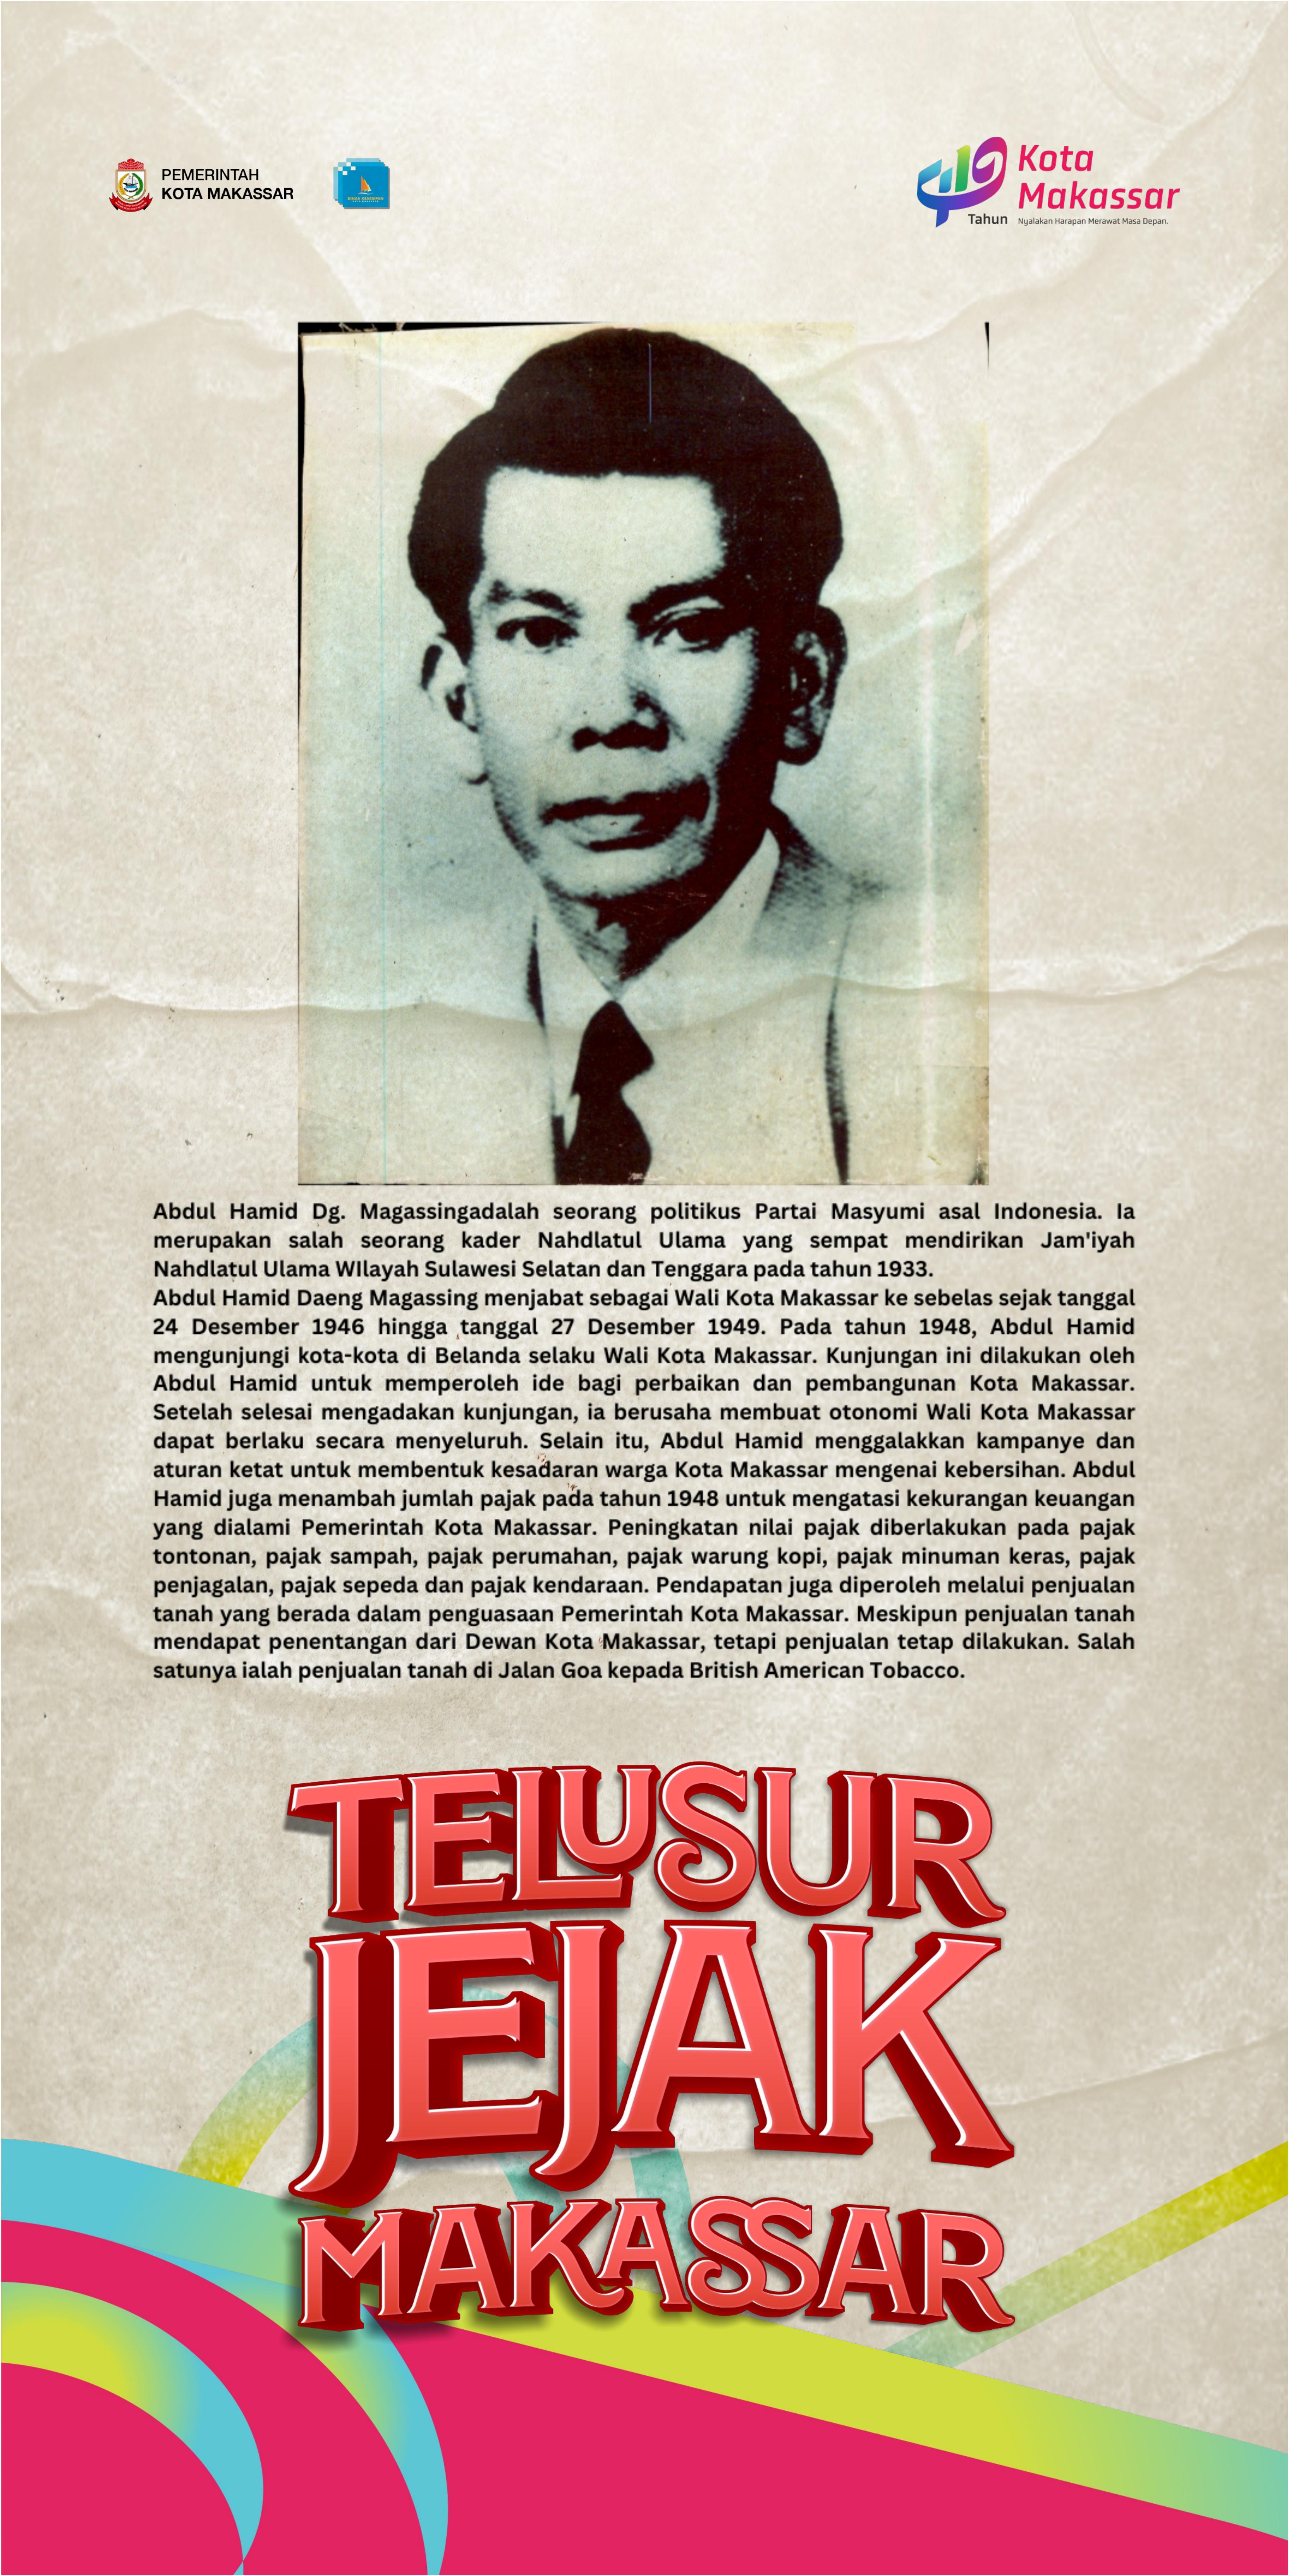 PEMERINTAH
KOTA MAKASSAR
419
Kota
Makassar
Tahun
Nyalakan Harapan Merawat Masa Depan.
Abdul Hamid Dg. Magassingadalah seorang politikus Partai Masyumi asal Indonesia. Ia
merupakan salah seorang kader Nahdlatul Ulama yang sempat mendirikan Jam'iyah
Nahdlatul Ulama WIlayah Sulawesi Selatan dan Tenggara pada tahun 1933.
Abdul Hamid Daeng Magassing menjabat sebagai Wali Kota Makassar ke sebelas sejak tanggal
24 Desember 1946 hingga tanggal 27 Desember 1949. Pada tahun 1948, Abdul Hamid
mengunjungi kota-kota di Belanda selaku Wali Kota Makassar. Kunjungan ini dilakukan oleh
Abdul Hamid untuk memperoleh ide bagi perbaikan dan pembangunan Kota Makassar.
Setelah selesai mengadakan kunjungan, ia berusaha membuat otonomi Wali Kota Makassar
dapat berlaku secara menyeluruh. Selain itu, Abdul Hamid menggalakkan kampanye dan
aturan ketat untuk membentuk kesadaran warga Kota Makassar mengenai kebersihan. Abdul
Hamid juga menambah jumlah pajak pada tahun 1948 untuk mengatasi kekurangan keuangan
yang dialami Pemerintah Kota Makassar. Peningkatan nilai pajak diberlakukan pada pajak
tontonan, pajak sampah, pajak perumahan, pajak warung kopi, pajak minuman keras, pajak
penjagalan, pajak sepeda dan pajak kendaraan. Pendapatan juga diperoleh melalui penjualan
tanah yang berada dalam penguasaan Pemerintah Kota Makassar. Meskipun penjualan tanah
mendapat penentangan dari Dewan Kota Makassar, tetapi penjualan tetap dilakukan. Salah
satunya ialah penjualan tanah di Jalan Goa kepada British American Tobacco.
TELUSUR
JEJAK
MAKASSAR